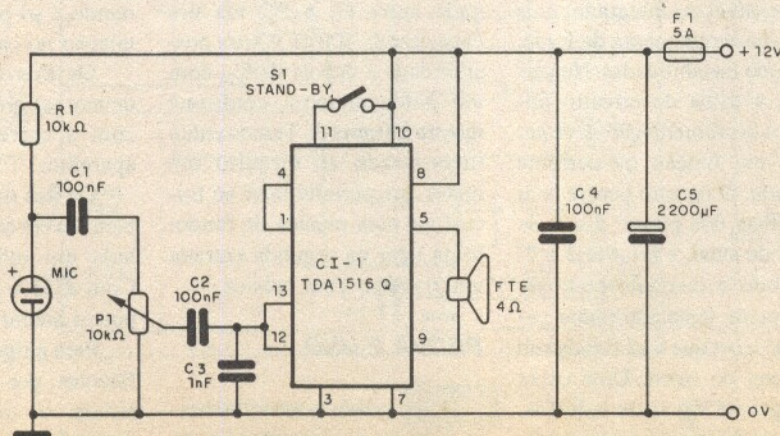 F1
5A
+12V
S1
STAND-BY
R1
10kΩ
11
10
C1
100nF
4
8
1
5
C4
100nF
C5
2200µF
+
MIC
C2
100nF
CI-1
TDA1516Q
13
FTE
4Ω
P1
10kΩ
12
9
C3
1nF
3
7
0V